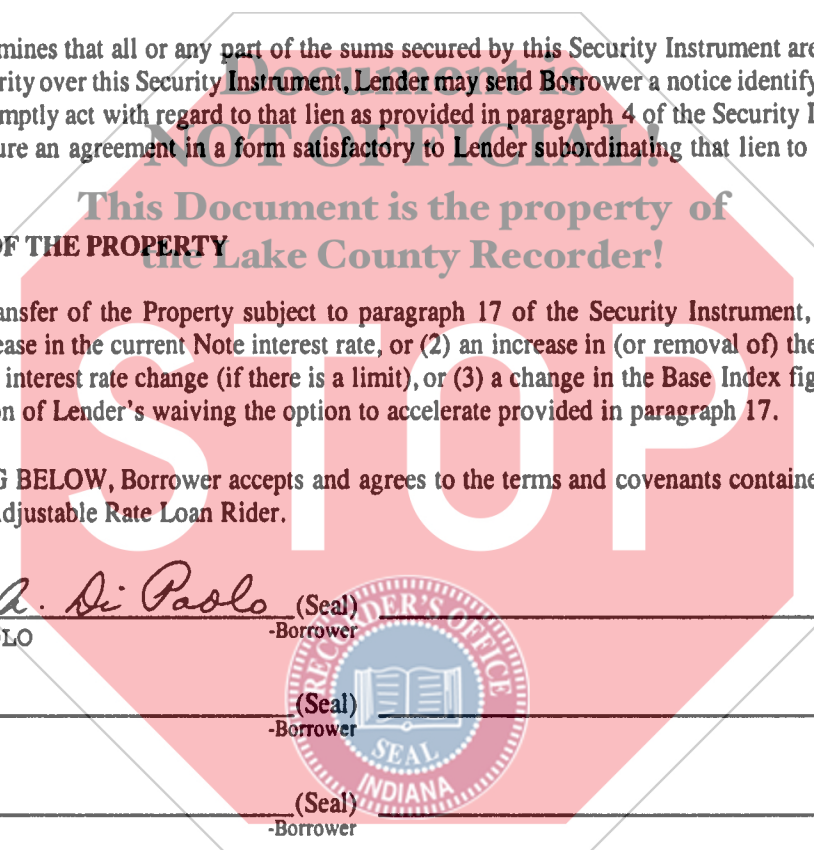 mines that all or any part of the sums secured by this Security Instrument are
rity over this Security Instrument, Lender may send Borrower a notice identify
Document is
mptly act with regard to that lien as provided in paragraph 4 of the Security I
NOT OFFICIAL!
ure an agreement in a form satisfactory to Lender subordinating that lien to
This Document is the property of
OF THE PROPERTY
the Lake County Recorder!
ansfer of the Property subject to paragraph 17 of the Security Instrument,
ease in the current Note interest rate, or (2) an increase in (or removal of) the
interest rate change (if there is a limit), or (3) a change in the Base Index fig
on of Lender's waiving the option to accelerate provided in paragraph 17.
STOP
G BELOW, Borrower accepts and agrees to the terms and covenants containe
Adjustable Rate Loan Rider.
a. Di Paolo (Seal)
OLO -Borrower
(Seal)
-Borrower
(Seal)
-Borrower
RECORDER'S OFFICE
SEAL
INDIANA